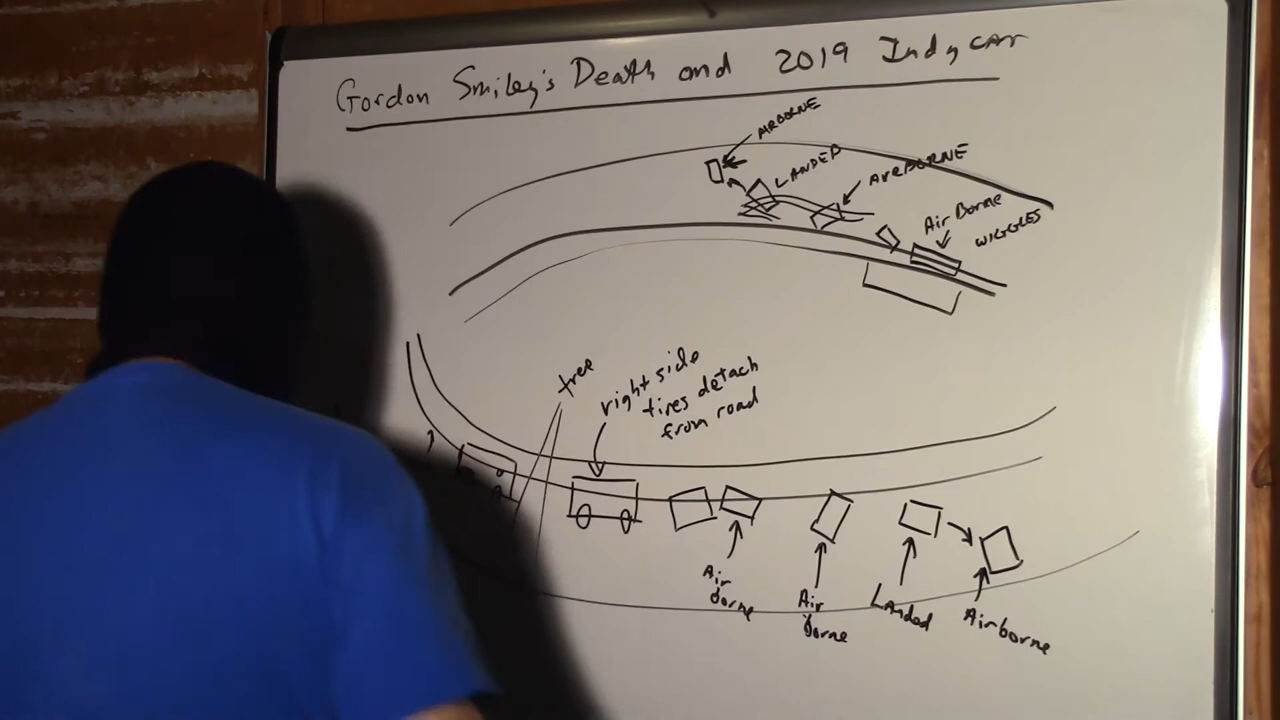 Gordon Smiley's Death and 2019 Indycar
AIRBORNE
LANDED
AIRBORNE
Air Borne
WIGGLES
tree
right side
tires detach
from road
Air
borne
Air
borne
Landed
Airborne